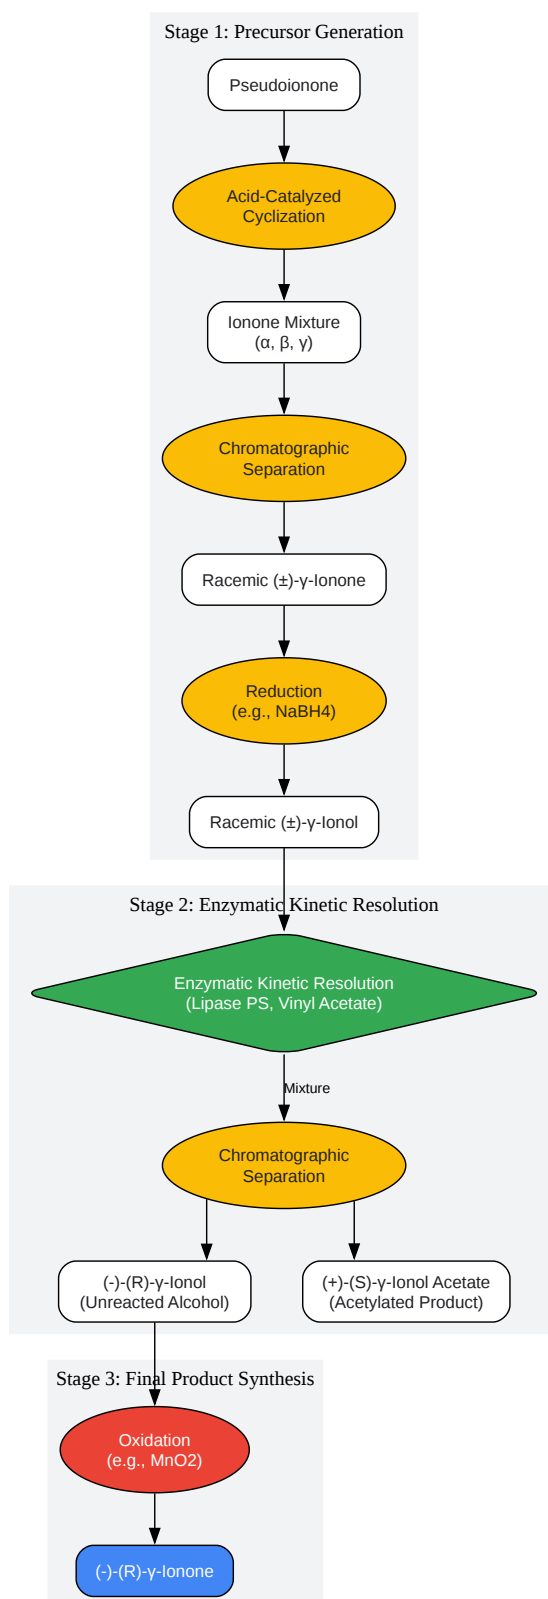 Stage 1: Precursor Generation
Pseudoionone
Acid-Catalyzed
Cyclization
Ionone Mixture
(α, β, γ)
Chromatographic
Separation
Racemic (±)-γ-Ionone
Reduction
(e.g., NaBH4)
Racemic (±)-γ-Ionol
Stage 2: Enzymatic Kinetic Resolution
Enzymatic Kinetic Resolution
(Lipase PS, Vinyl Acetate)
Mixture
Chromatographic
Separation
(-)-(R)-γ-Ionol
(Unreacted Alcohol)
(+)-(S)-γ-Ionol Acetate
(Acetylated Product)
Stage 3: Final Product Synthesis
Oxidation
(e.g., MnO2)
(-)-(R)-γ-Ionone